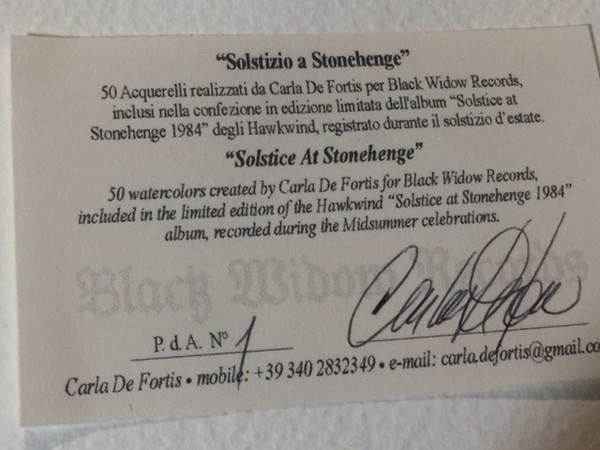 “Solstizio a Stonehenge”
50 Acquerelli realizzati da Carla De Fortis per Black Widow Records,
inclusi nella confezione in edizione limitata dell'album “Solstice at
Stonehenge 1984” degli Hawkwind, registrato durante il solstizio d'estate.
“Solstice At Stonehenge”
50 watercolors created by Carla De Fortis for Black Widow Records,
included in the limited edition of the Hawkwind “Solstice at Stonehenge 1984”
album, recorded during the Midsummer celebrations.
Black Widow Records
P. d. A. N° 1
Carla De Fortis • mobile: +39 340 2832349 • e-mail: carla.defortis@gmail.co